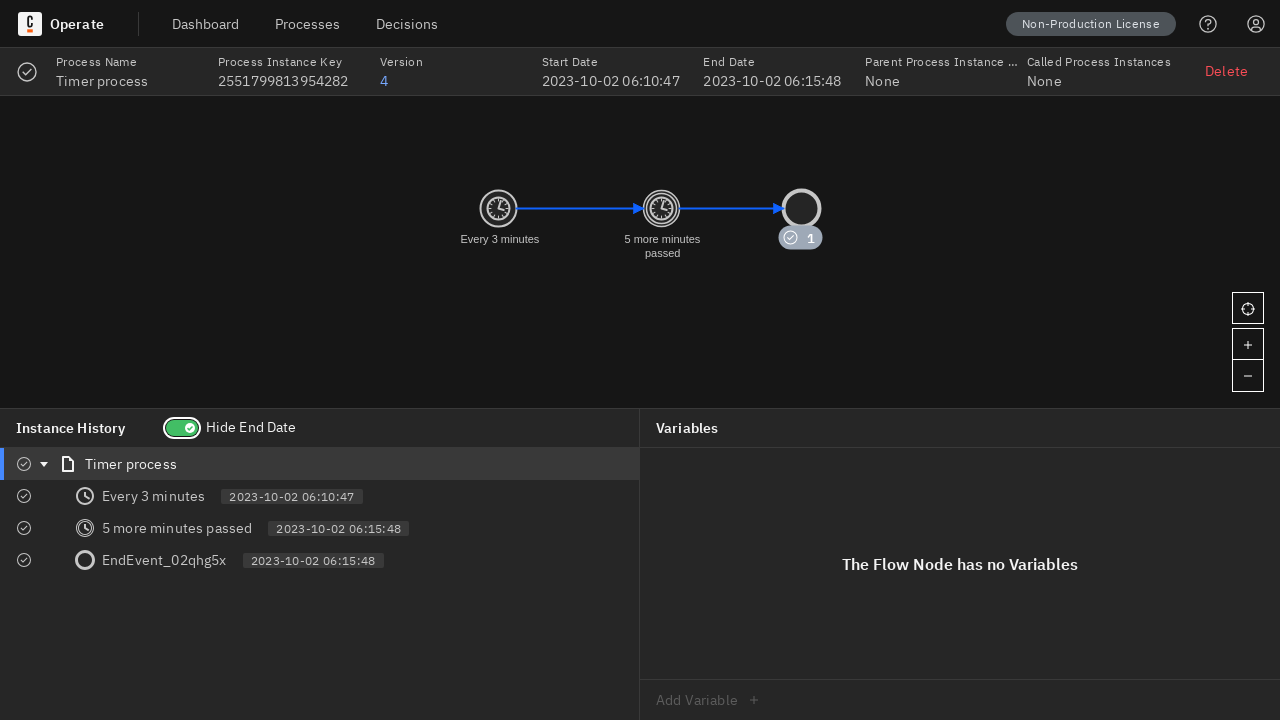 Operate
Dashboard
Processes
Decisions
Non-Production License
Process Name
Timer process
Process Instance Key
2251799813954282
Version
4
Start Date
2023-10-02 06:10:47
End Date
2023-10-02 06:15:48
Parent Process Instance ...
None
Called Process Instances
None
Delete
Every 3 minutes
5 more minutes
passed
1
Instance History
Hide End Date
Timer process
Every 3 minutes 2023-10-02 06:10:47
5 more minutes passed 2023-10-02 06:15:48
EndEvent_02qhg5x 2023-10-02 06:15:48
Variables
The Flow Node has no Variables
Add Variable